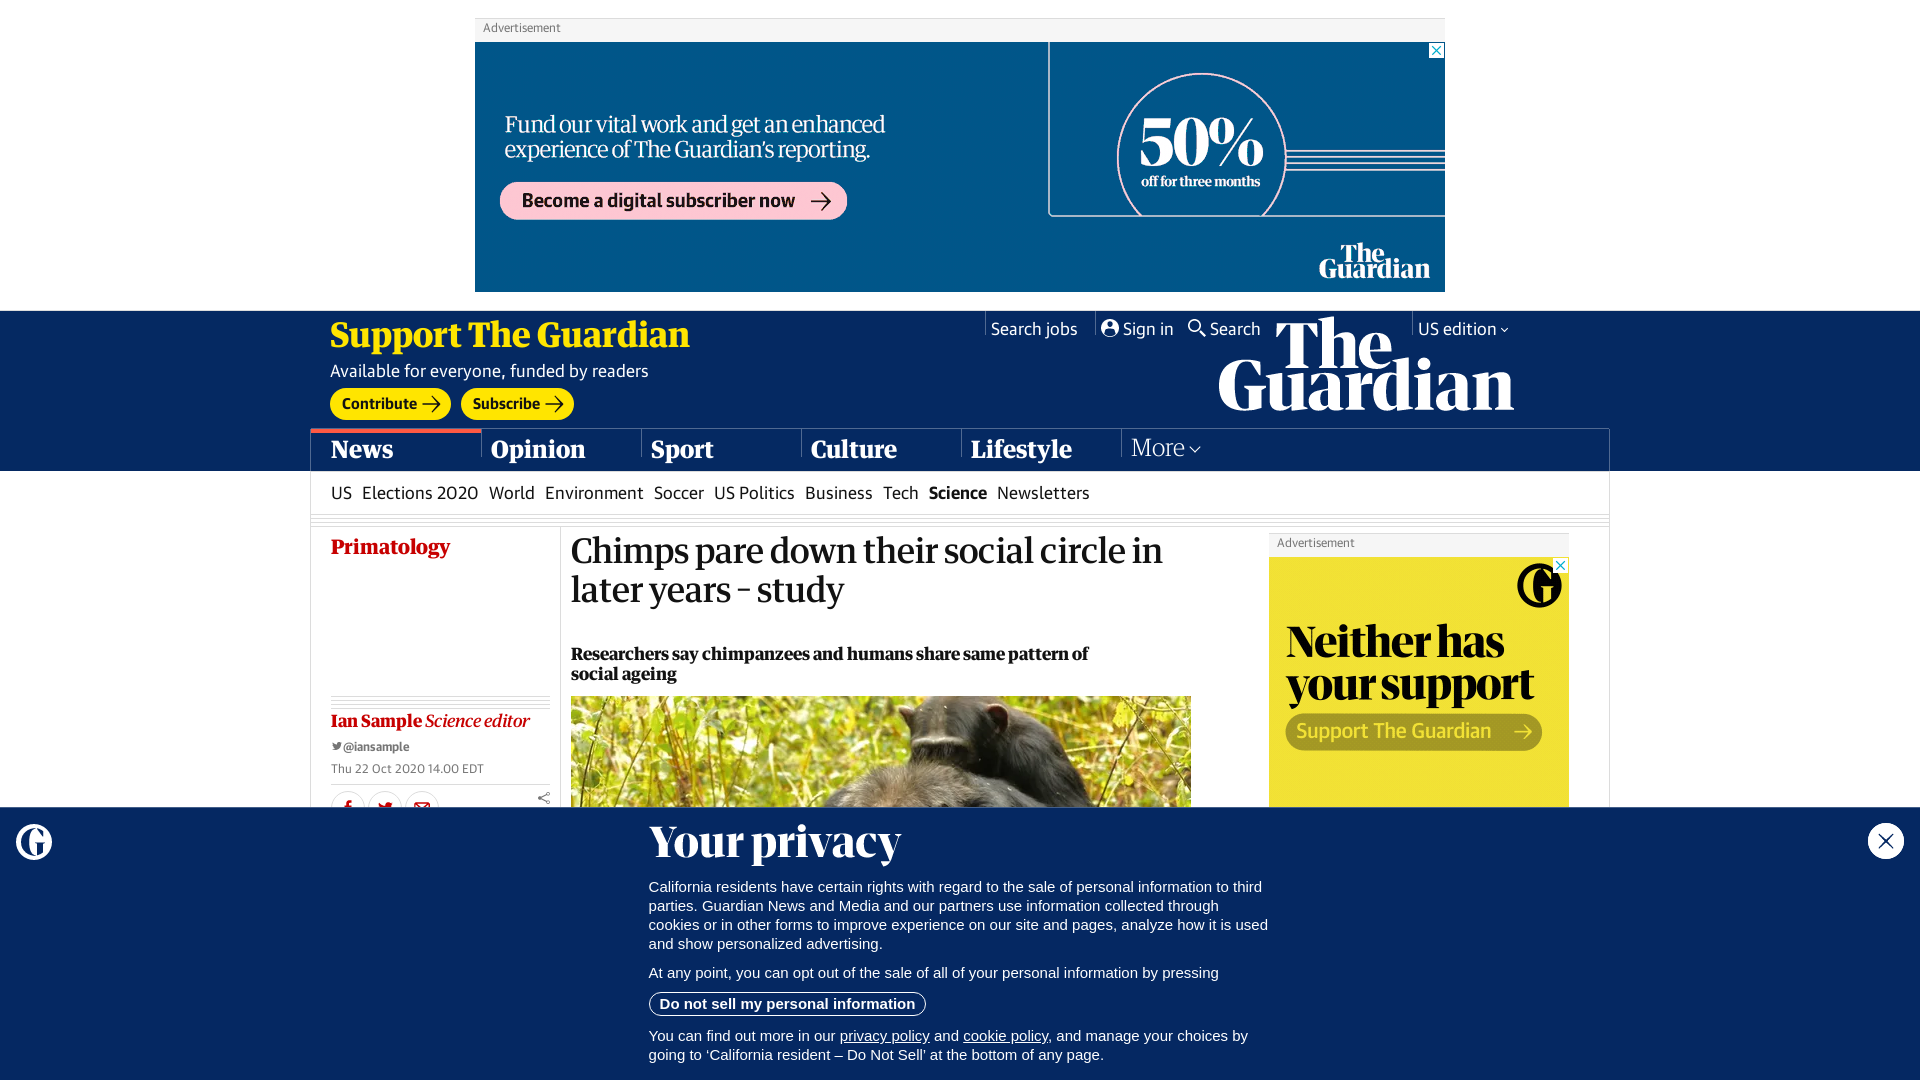 Advertisement
Fund our vital work and get an enhanced
experience of The Guardian's reporting.
Become a digital subscriber now
50%
off for three months
The
Guardian
Support The Guardian
Available for everyone, funded by readers
Contribute
Subscribe
Search jobs
Sign in
Search
US edition
The
Guardian
News
Opinion
Sport
Culture
Lifestyle
More
US
Elections 2020
World
Environment
Soccer
US Politics
Business
Tech
Science
Newsletters
Primatology
Chimps pare down their social circle in
later years – study
Researchers say chimpanzees and humans share same pattern of
social ageing
Ian Sample Science editor
@iansample
Thu 22 Oct 2020 14.00 EDT
Advertisement
Neither has
your support
Support The Guardian
Your privacy
California residents have certain rights with regard to the sale of personal information to third
parties. Guardian News and Media and our partners use information collected through
cookies or in other forms to improve experience on our site and pages, analyze how it is used
and show personalized advertising.
At any point, you can opt out of the sale of all of your personal information by pressing
Do not sell my personal information
You can find out more in our privacy policy and cookie policy, and manage your choices by
going to ‘California resident – Do Not Sell’ at the bottom of any page.